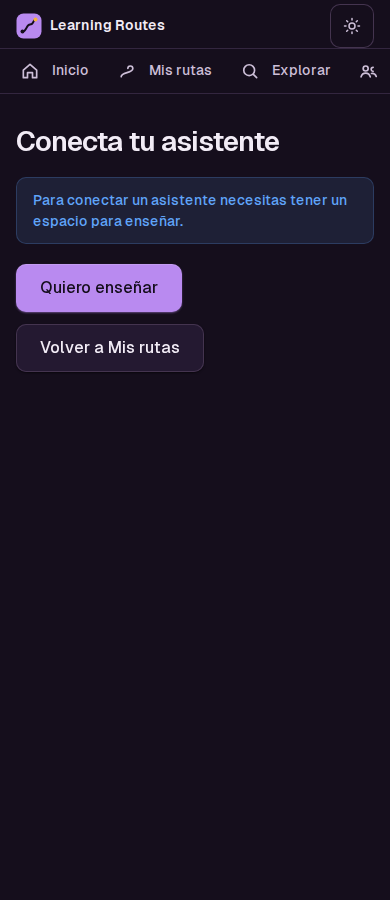 Learning Routes
Inicio
Mis rutas
Explorar
Conecta tu asistente
Para conectar un asistente necesitas tener un
espacio para enseñar.
Quiero enseñar
Volver a Mis rutas